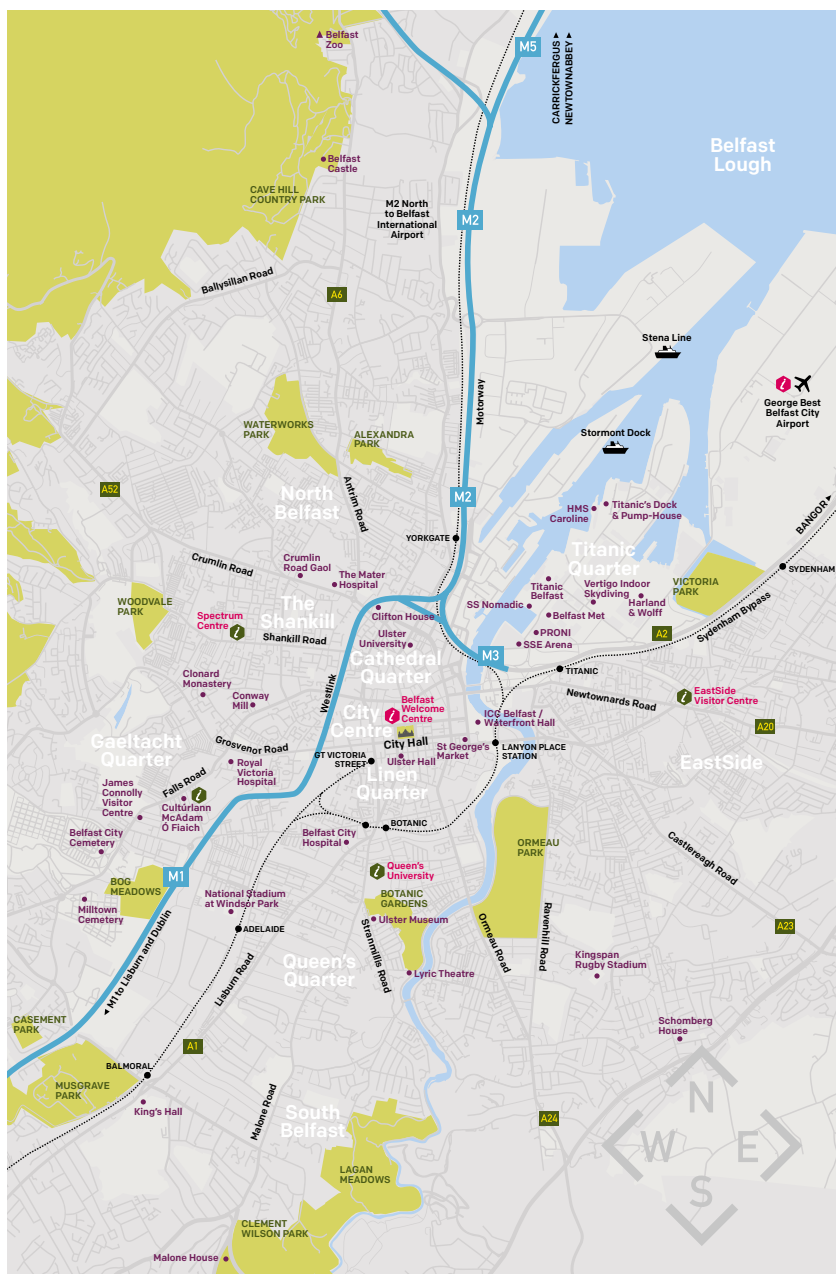 Belfast
Zoo
M5
CARRICKFERGUS
NEWTOWNABBEY
Belfast
Lough
Belfast
Castle
CAVE HILL
COUNTRY PARK
M2 North
to Belfast
International
Airport
M2
Ballysillan Road
A6
Stena Line
George Best
Belfast City
Airport
Motorway
WATERWORKS
PARK
ALEXANDRA
PARK
Stormont Dock
A52
North
Belfast
Antrim Road
M2
HMS
Caroline
Titanic's Dock
& Pump-House
BANGOR
YORKGATE
Titanic
Quarter
Crumlin Road
Crumlin
Road Gaol
The Mater
Hospital
SYDENHAM
VICTORIA
PARK
Titanic
Belfast
Vertigo Indoor
Skydiving
Harland
& Wolff
WOODVALE
PARK
The
Shankill
SS Nomadic
Belfast Met
Sydenham Bypass
Spectrum
Centre
Clifton House
Shankill Road
Ulster
University
PRONI
SSE Arena
A2
Cathedral
Quarter
M3
TITANIC
Clonard
Monastery
Conway
Mill
Westlink
Newtownards Road
EastSide
Visitor Centre
Belfast
Welcome
Centre
City
Centre
ICC Belfast /
Waterfront Hall
A20
Gaeltacht
Quarter
Grosvenor Road
City Hall
St George's
Market
LANYON PLACE
STATION
GT VICTORIA
STREET
Ulster Hall
EastSide
Royal
Victoria
Hospital
Linen
Quarter
Falls Road
James
Connolly
Visitor
Centre
Cultúrlann
McAdam
Ó Fiaich
BOTANIC
Belfast City
Cemetery
Belfast City
Hospital
ORMEAU
PARK
Castlereagh Road
M1
Queen's
University
BOG
MEADOWS
BOTANIC
GARDENS
National Stadium
at Windsor Park
Milltown
Cemetery
Ulster Museum
ADELAIDE
M1 to Lisburn and Dublin
Stranmillis Road
Ormeau Road
Ravenhill Road
A23
Queen's
Quarter
Lisburn Road
Lyric Theatre
Kingspan
Rugby Stadium
CASEMENT
PARK
Schomberg
House
A1
BALMORAL
MUSGRAVE
PARK
King's Hall
Malone Road
South
Belfast
A24
N
W
E
S
LAGAN
MEADOWS
CLEMENT
WILSON PARK
Malone House